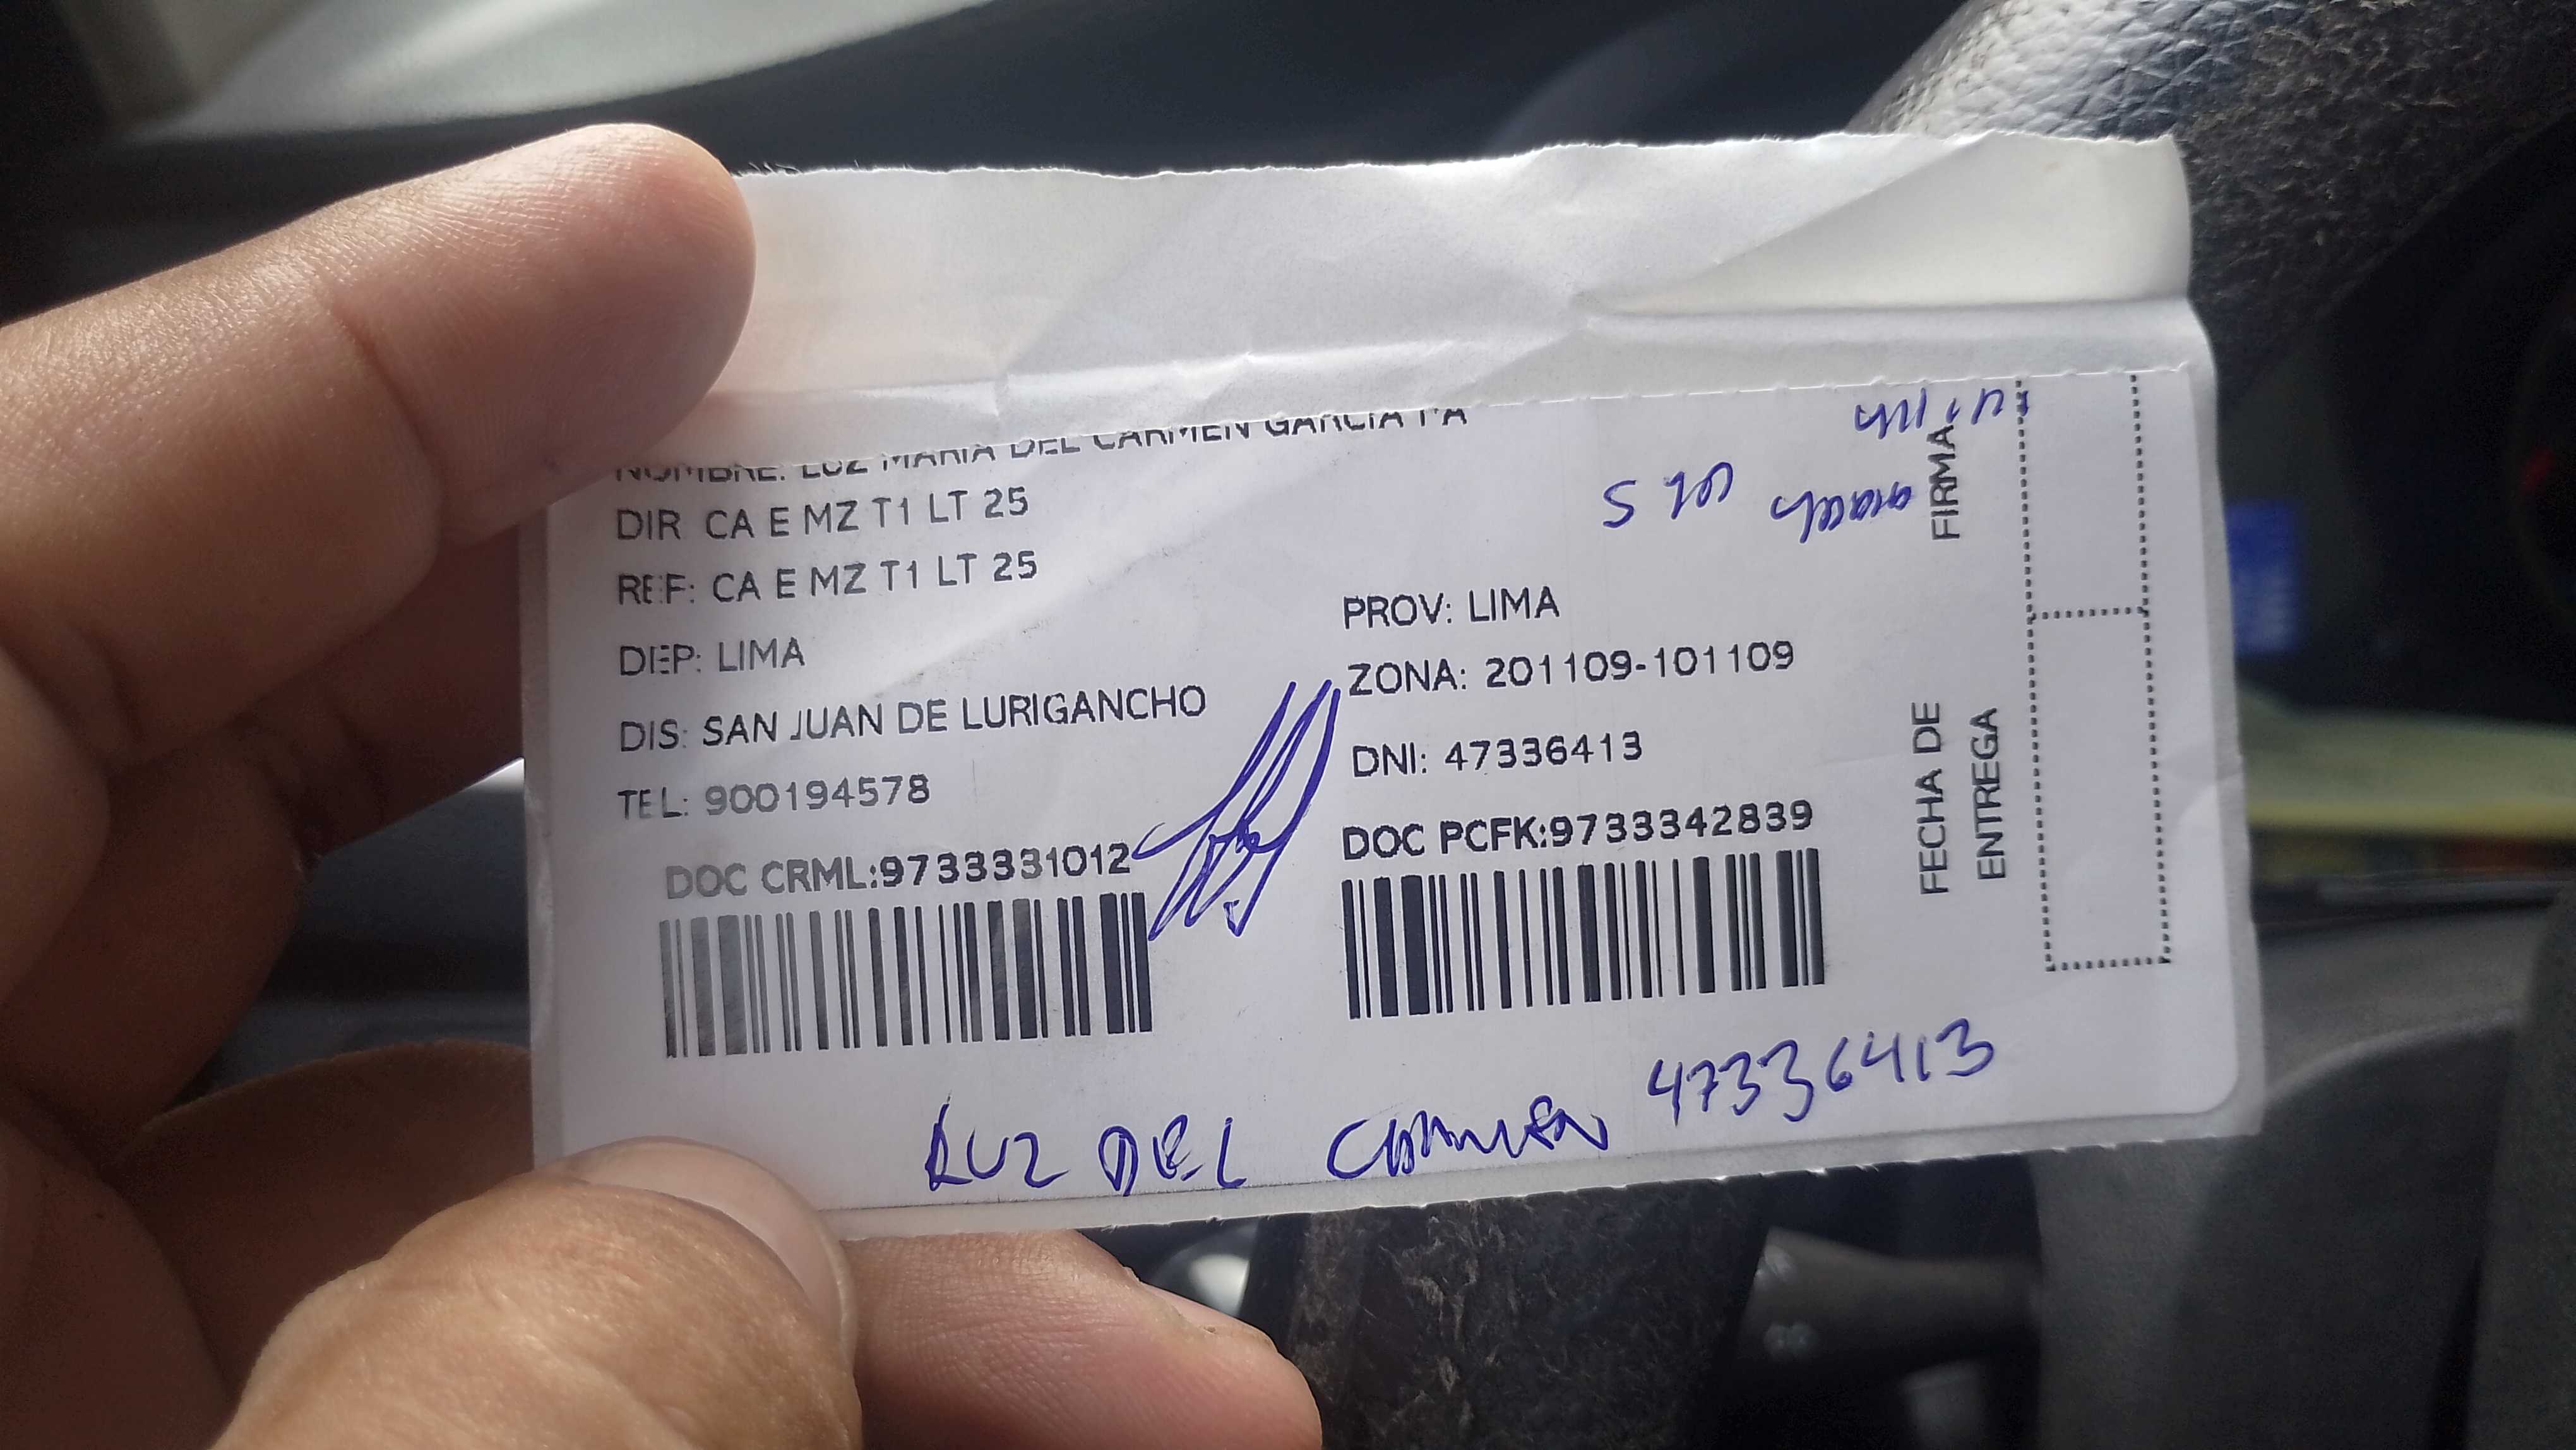 NOMBRE: LUZ MARIA DEL CARMEN GARCIA PA
DIR CA E MZ T1 LT 25
REF: CA E MZ T1 LT 25
DEP: LIMA
PROV: LIMA
DIS: SAN JUAN DE LURIGANCHO
ZONA: 201109-101109
TEL: 900194578
DNI: 47336413
DOC CRML:9733331012
DOC PCFK:9733342839
FIRMA
FECHA DE
ENTREGA
LUZ DEL CARMEN 47336413